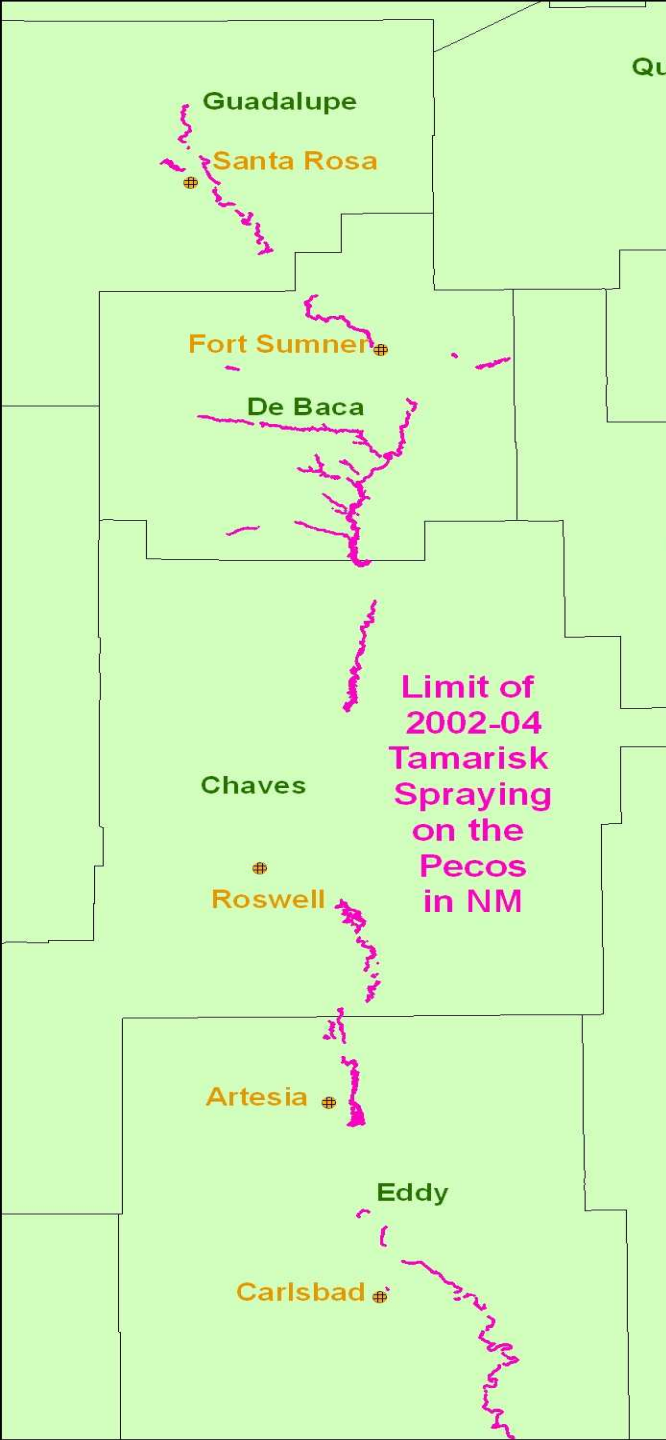 Guadalupe
Qu
Santa Rosa
Fort Sumner
De Baca
Limit of
2002-04
Tamarisk
Spraying
on the
Pecos
in NM
Chaves
Roswell
Artesia
Eddy
Carlsbad